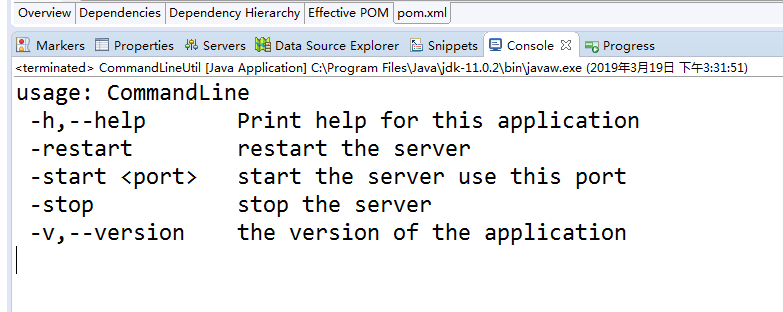 Overview Dependencies Dependency Hierarchy Effective POM pom.xml
Markers Properties Servers Data Source Explorer Snippets Console Progress
<terminated> CommandLineUtil [Java Application] C:\Program Files\Java\jdk-11.0.2\bin\javaw.exe (2019年3月19日 下午3:31:51)
usage: CommandLine
-h,--help Print help for this application
-restart restart the server
-start <port> start the server use this port
-stop stop the server
-v,--version the version of the application